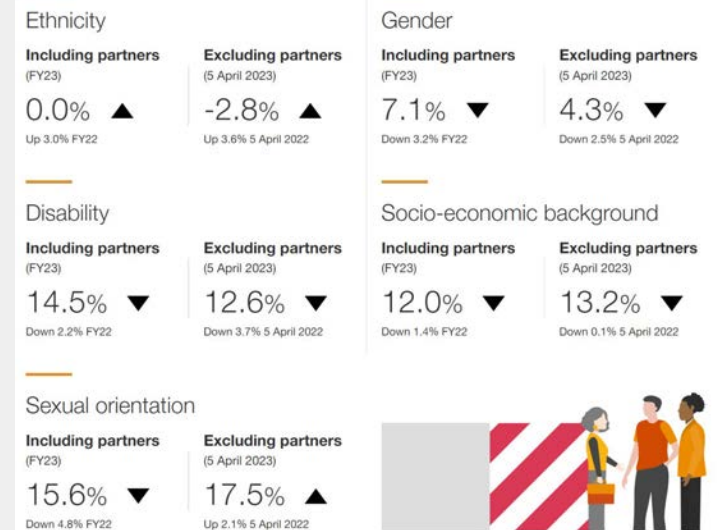 Ethnicity
Including partners
(FY23)
0.0%
Up 3.0% FY22
Excluding partners
(5 April 2023)
-2.8%
Up 3.6% 5 April 2022
Gender
Including partners
(FY23)
7.1%
Down 3.2% FY22
Excluding partners
(5 April 2023)
4.3%
Down 2.5% 5 April 2022
Disability
Including partners
(FY23)
14.5%
Down 2.2% FY22
Excluding partners
(5 April 2023)
12.6%
Down 3.7% 5 April 2022
Socio-economic background
Including partners
(FY23)
12.0%
Down 1.4% FY22
Excluding partners
(5 April 2023)
13.2%
Down 0.1% 5 April 2022
Sexual orientation
Including partners
(FY23)
15.6%
Down 4.8% FY22
Excluding partners
(5 April 2023)
17.5%
Up 2.1% 5 April 2022